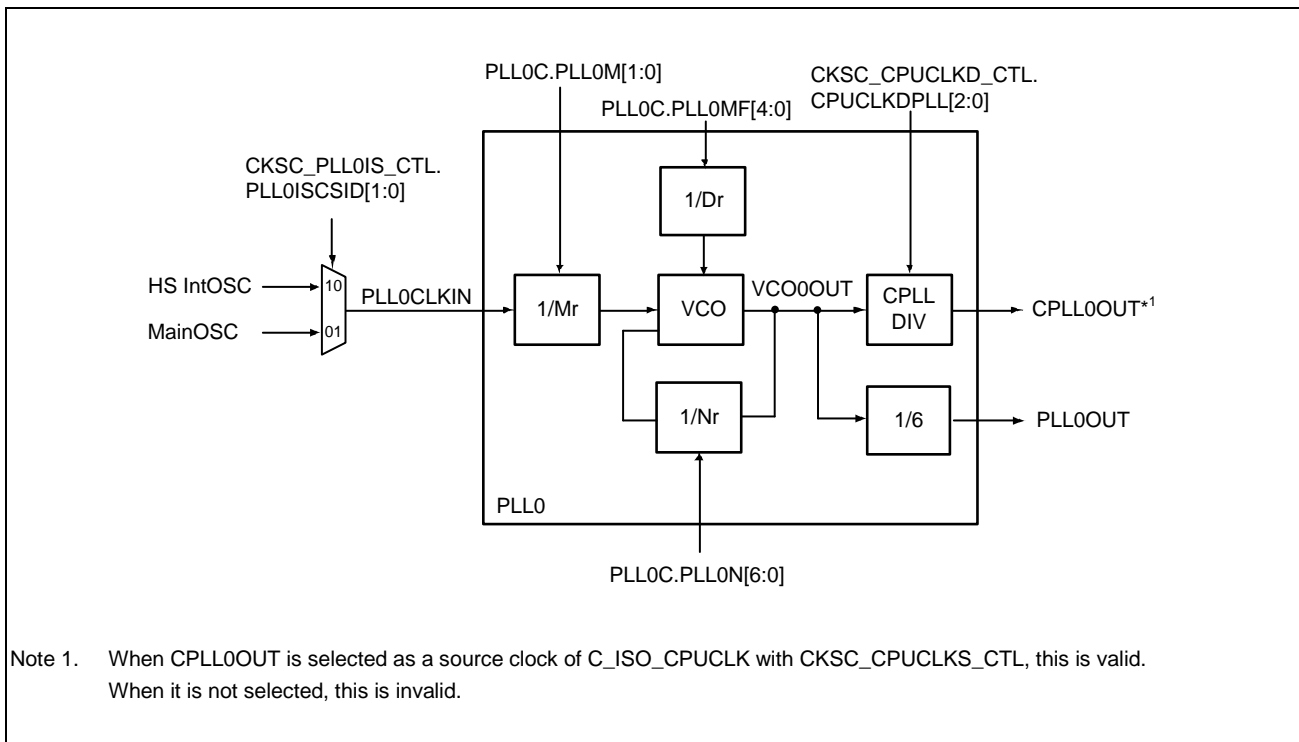 PLL0C.PLL0M[1:0]
CKSC_CPUCLKD_CTL.
CPUCLKDPLL[2:0]
PLL0C.PLL0MF[4:0]
CKSC_PLL0IS_CTL.
PLL0ISCSID[1:0]
1/Dr
HS IntOSC
10
PLL0CLKIN
1/Mr
VCO
VCO0OUT
CPLL
DIV
CPLL0OUT*1
MainOSC
01
1/Nr
1/6
PLL0OUT
PLL0
PLL0C.PLL0N[6:0]
Note 1. When CPLL0OUT is selected as a source clock of C_ISO_CPUCLK with CKSC_CPUCLKS_CTL, this is valid.
When it is not selected, this is invalid.